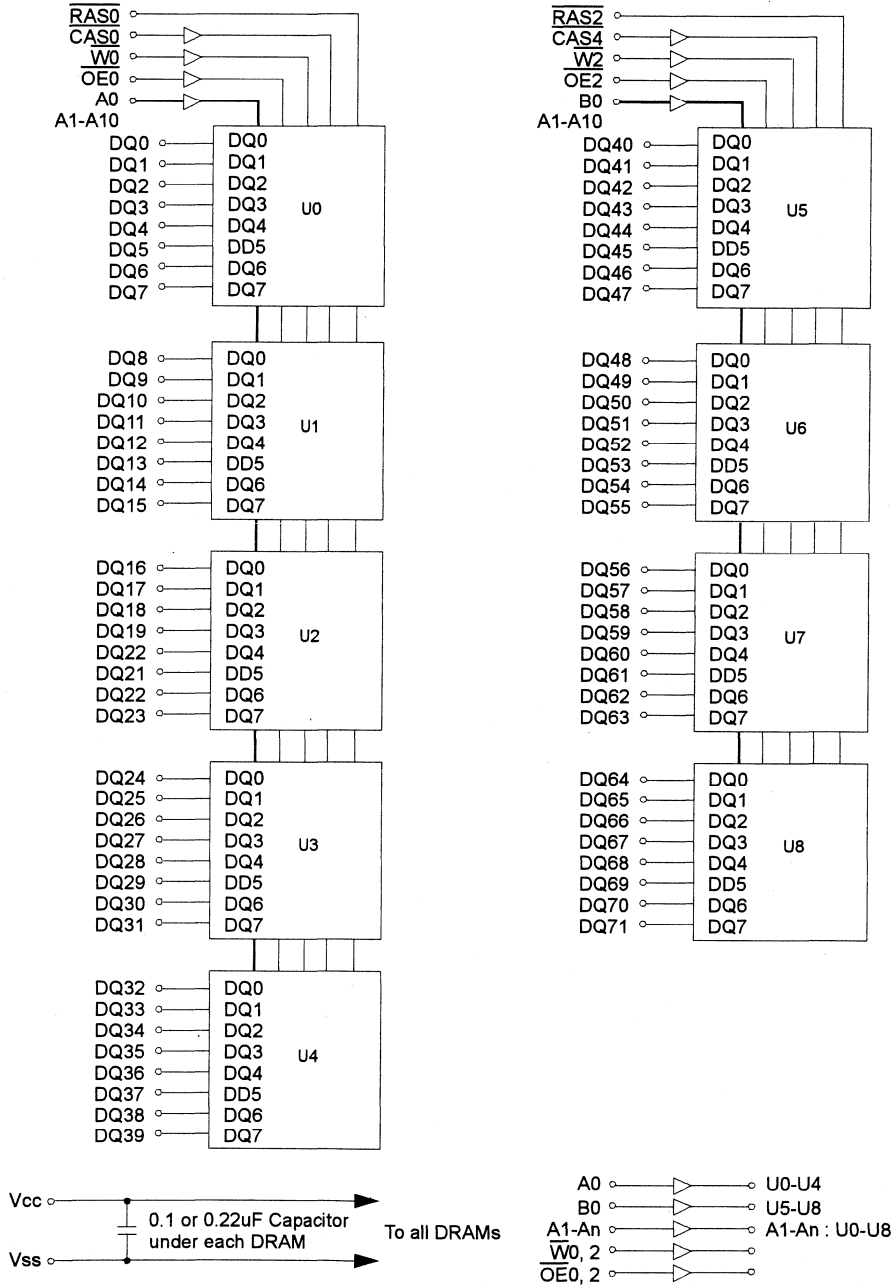 RAS0
CAS0
W0
OE0
A0
A1-A10
DQ0 DQ0
DQ1 DQ1
DQ2 DQ2
DQ3 DQ3
DQ4 DQ4
DQ5 DD5
DQ6 DQ6
DQ7 DQ7
U0
DQ8 DQ0
DQ9 DQ1
DQ10 DQ2
DQ11 DQ3
DQ12 DQ4
DQ13 DD5
DQ14 DQ6
DQ15 DQ7
U1
DQ16 DQ0
DQ17 DQ1
DQ18 DQ2
DQ19 DQ3
DQ22 DQ4
DQ21 DD5
DQ22 DQ6
DQ23 DQ7
U2
DQ24 DQ0
DQ25 DQ1
DQ26 DQ2
DQ27 DQ3
DQ28 DQ4
DQ29 DD5
DQ30 DQ6
DQ31 DQ7
U3
DQ32 DQ0
DQ33 DQ1
DQ34 DQ2
DQ35 DQ3
DQ36 DQ4
DQ37 DD5
DQ38 DQ6
DQ39 DQ7
U4
RAS2
CAS4
W2
OE2
B0
A1-A10
DQ40 DQ0
DQ41 DQ1
DQ42 DQ2
DQ43 DQ3
DQ44 DQ4
DQ45 DD5
DQ46 DQ6
DQ47 DQ7
U5
DQ48 DQ0
DQ49 DQ1
DQ50 DQ2
DQ51 DQ3
DQ52 DQ4
DQ53 DD5
DQ54 DQ6
DQ55 DQ7
U6
DQ56 DQ0
DQ57 DQ1
DQ58 DQ2
DQ59 DQ3
DQ60 DQ4
DQ61 DD5
DQ62 DQ6
DQ63 DQ7
U7
DQ64 DQ0
DQ65 DQ1
DQ66 DQ2
DQ67 DQ3
DQ68 DQ4
DQ69 DD5
DQ70 DQ6
DQ71 DQ7
U8
Vcc
0.1 or 0.22uF Capacitor
under each DRAM
Vss
To all DRAMs
A0 U0-U4
B0 U5-U8
A1-An A1-An : U0-U8
W0, 2
OE0, 2